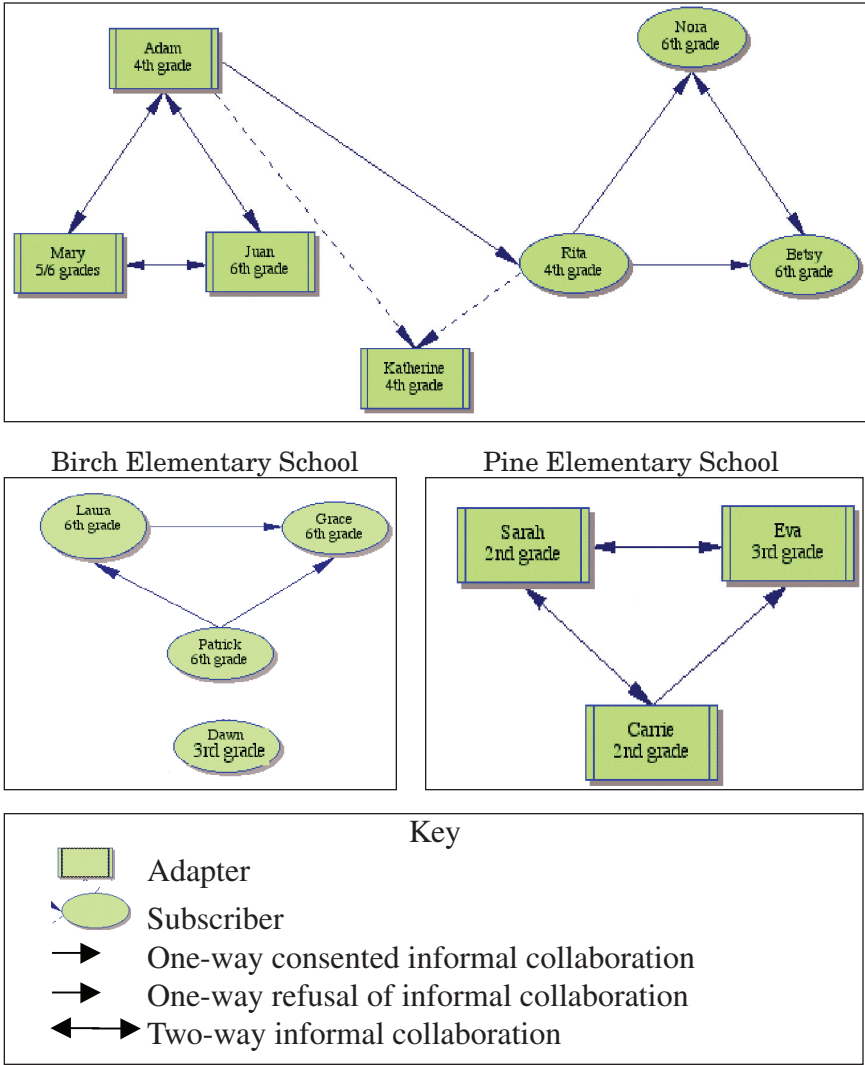 Adam
4th grade
Nora
6th grade
Mary
5/6 grades
Juan
6th grade
Rita
4th grade
Betsy
6th grade
Katherine
4th grade
Birch Elementary School
Laura
6th grade
Grace
6th grade
Patrick
6th grade
Dawn
3rd grade
Pine Elementary School
Sarah
2nd grade
Eva
3rd grade
Carrie
2nd grade
Key
Adapter
Subscriber
One-way consented informal collaboration
One-way refusal of informal collaboration
Two-way informal collaboration